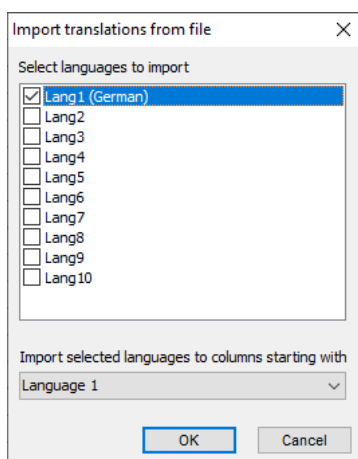 Import translations from file
Select languages to import
Lang1 (German)
Lang2
Lang3
Lang4
Lang5
Lang6
Lang7
Lang8
Lang9
Lang10
Import selected languages to columns starting with
Language 1
OK Cancel